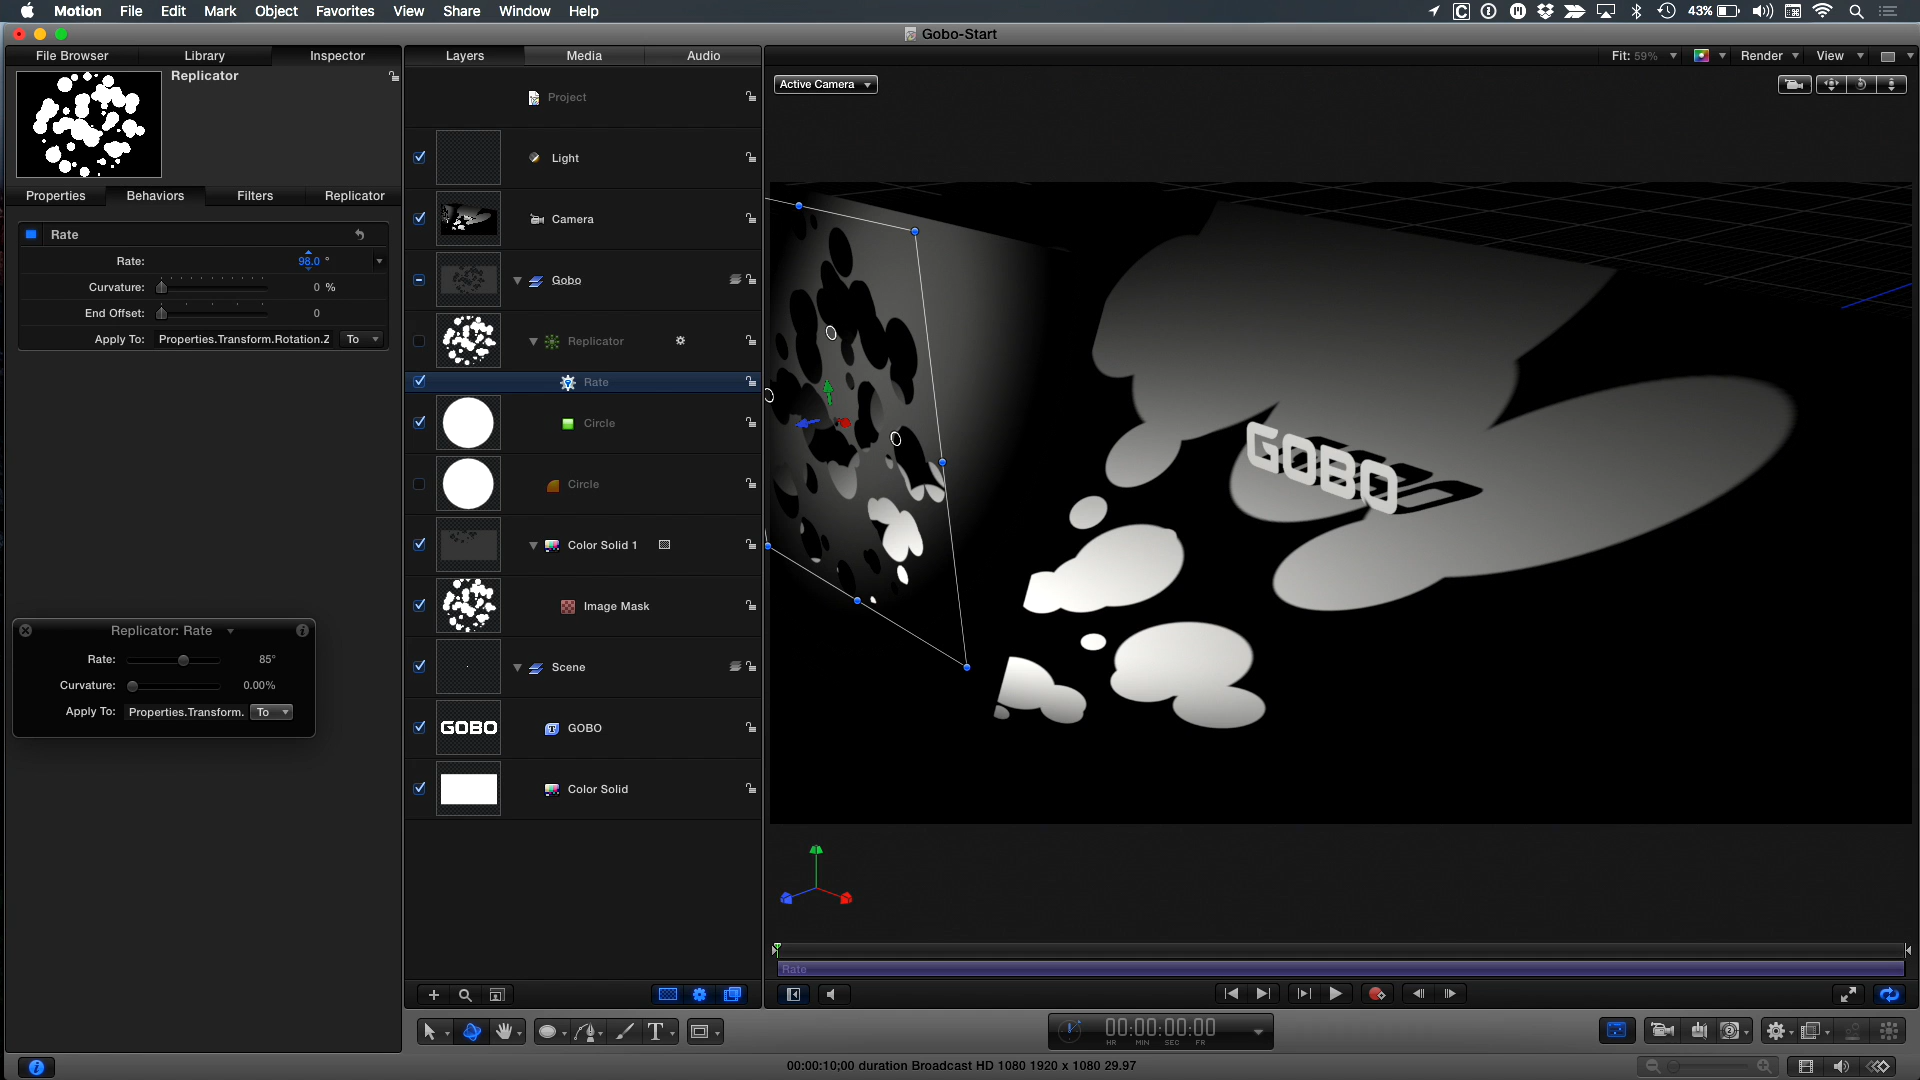 Motion File Edit Mark Object Favorites View Share Window Help 43%
Gobo-Start
File Browser Library Inspector Layers Media Audio Fit: 59% Render View
Replicator
Active Camera
Project
Light
Properties Behaviors Filters Replicator
Camera
Rate
Rate: 98.0 °
Curvature: 0 %
End Offset: 0
Apply To: Properties.Transform.Rotation.Z To
Gobo
Replicator
Rate
Circle
Circle
Color Solid 1
Image Mask
Scene
GOBO GOBO
Color Solid
GOBO
Replicator: Rate
Rate: 85°
Curvature: 0.00%
Apply To: Properties.Transform. To
Rate
T
00:00:00:00
HR MIN SEC FR
00:00:10;00 duration Broadcast HD 1080 1920 x 1080 29.97